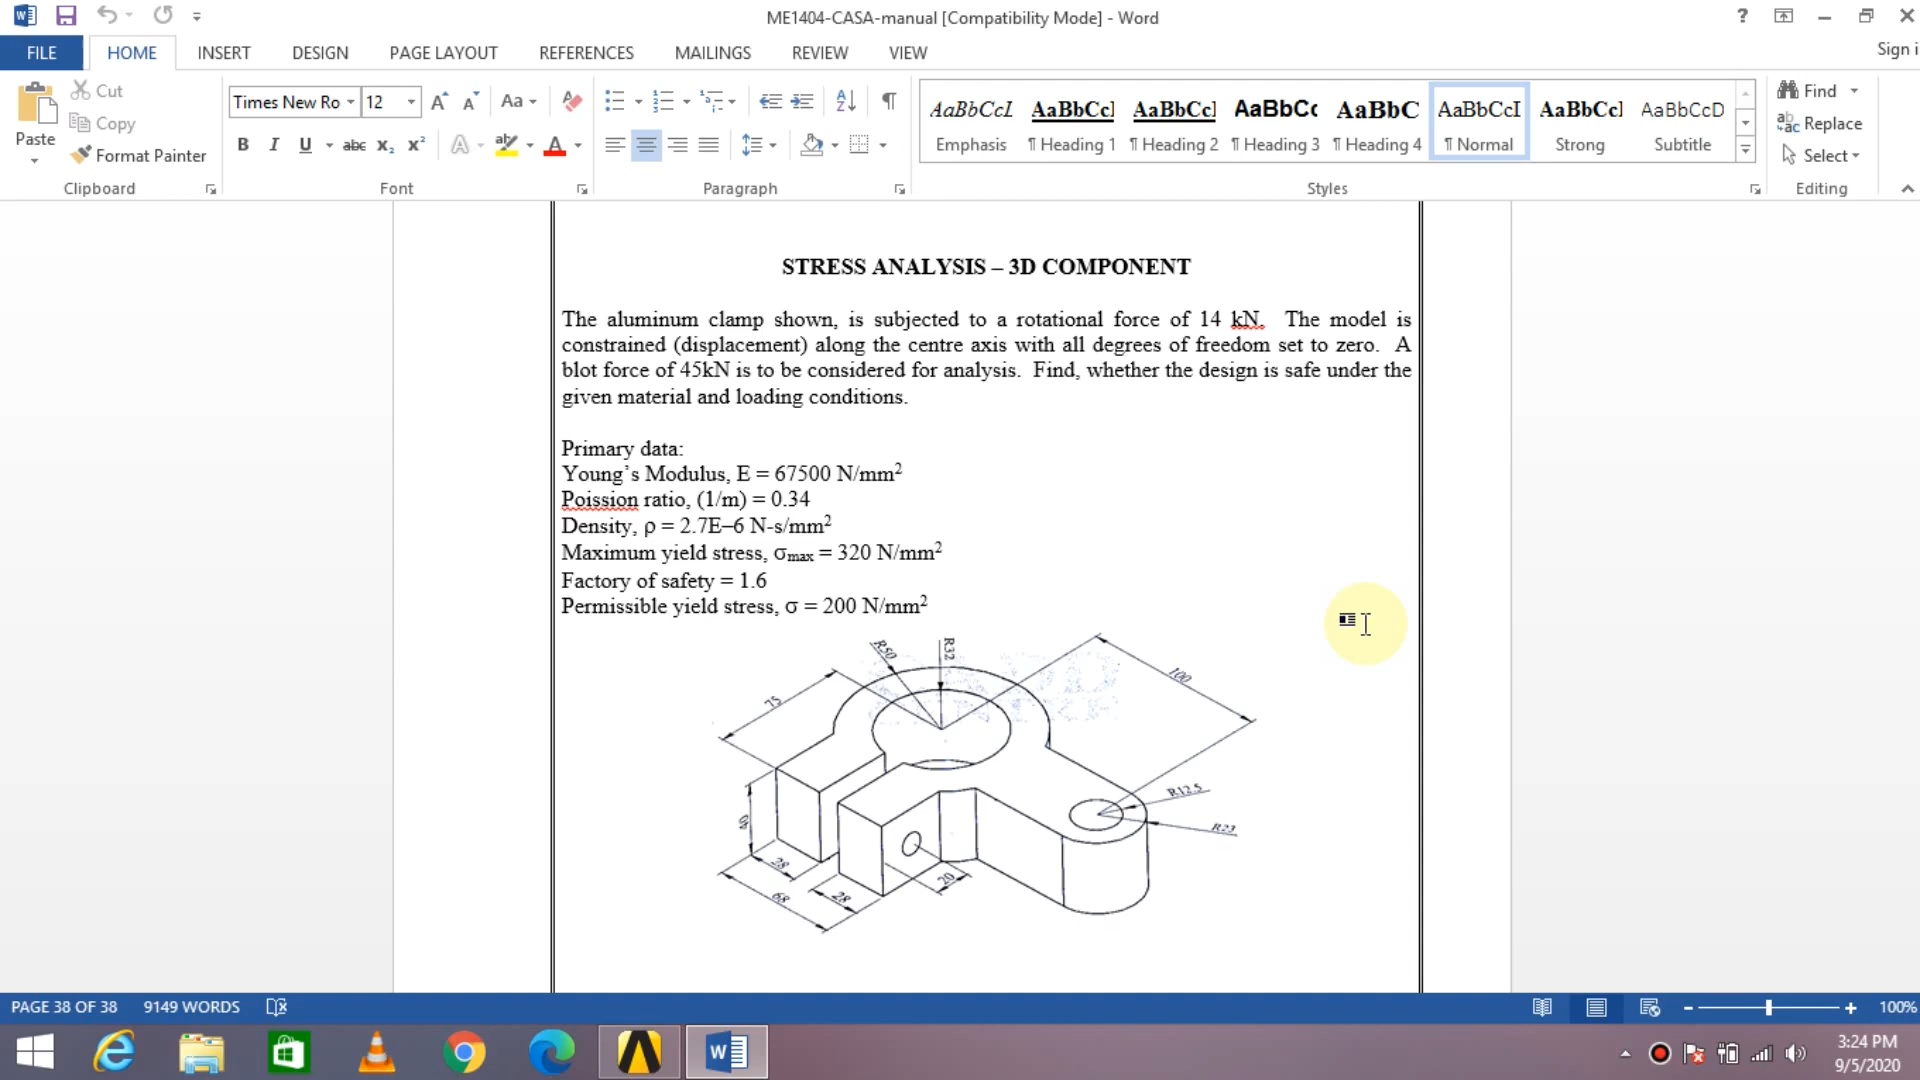 ME1404-CASA-manual [Compatibility Mode] - Word
?
FILE HOME INSERT DESIGN PAGE LAYOUT REFERENCES MAILINGS REVIEW VIEW Sign i
Paste
Cut
Copy
Format Painter
Clipboard
Times New Ro 12
Font
Paragraph
AaBbCcI AaBbCcI AaBbCcI AaBbCc AaBbC AaBbCcI AaBbCcI AaBbCcD
Emphasis ¶ Heading 1 ¶ Heading 2 ¶ Heading 3 ¶ Heading 4 ¶ Normal Strong Subtitle
Styles
Find
Replace
Select
Editing
STRESS ANALYSIS – 3D COMPONENT
The aluminum clamp shown, is subjected to a rotational force of 14 kN. The model is
constrained (displacement) along the centre axis with all degrees of freedom set to zero. A
blot force of 45kN is to be considered for analysis. Find, whether the design is safe under the
given material and loading conditions.
Primary data:
Young's Modulus, E = 67500 N/mm²
Poission ratio, (1/m) = 0.34
Density, ρ = 2.7E–6 N-s/mm²
Maximum yield stress, σmax = 320 N/mm²
Factory of safety = 1.6
Permissible yield stress, σ = 200 N/mm²
R50
R32
100
75
R12.5
R23
40
28
68
28
20
PAGE 38 OF 38 9149 WORDS 100%
3:24 PM
9/5/2020